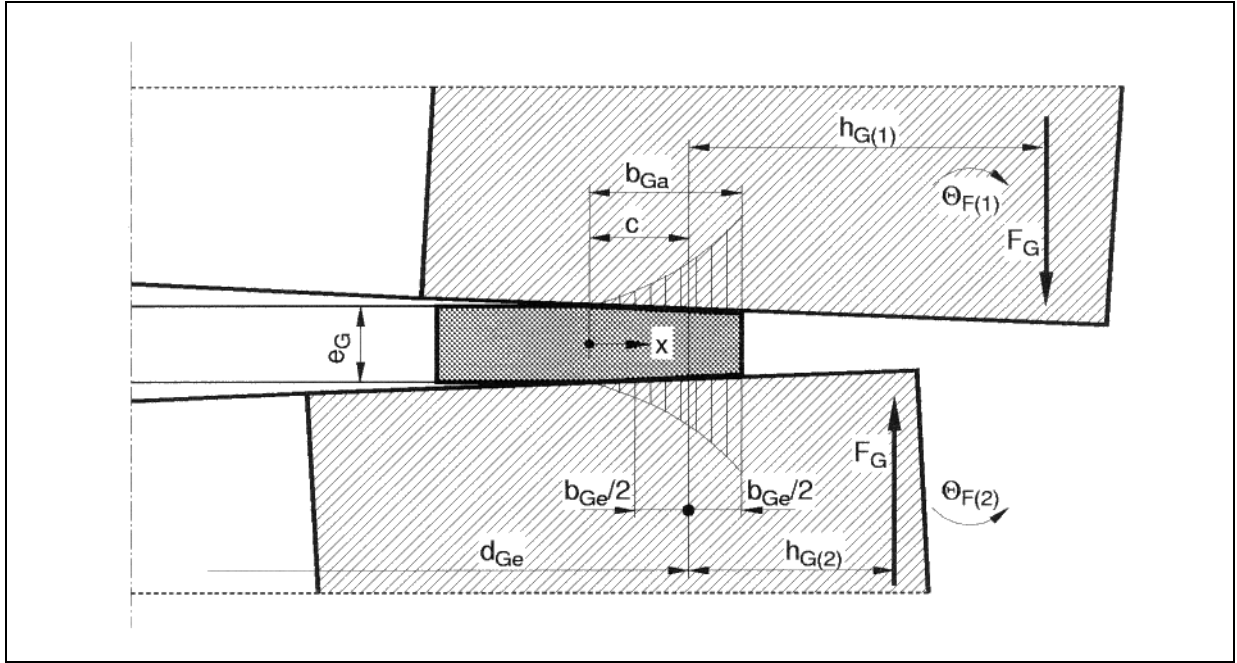 h_G(1)
b_Ga
Θ_F(1)
c
F_G
e_G
x
F_G
b_Ge/2
b_Ge/2
Θ_F(2)
d_Ge
h_G(2)